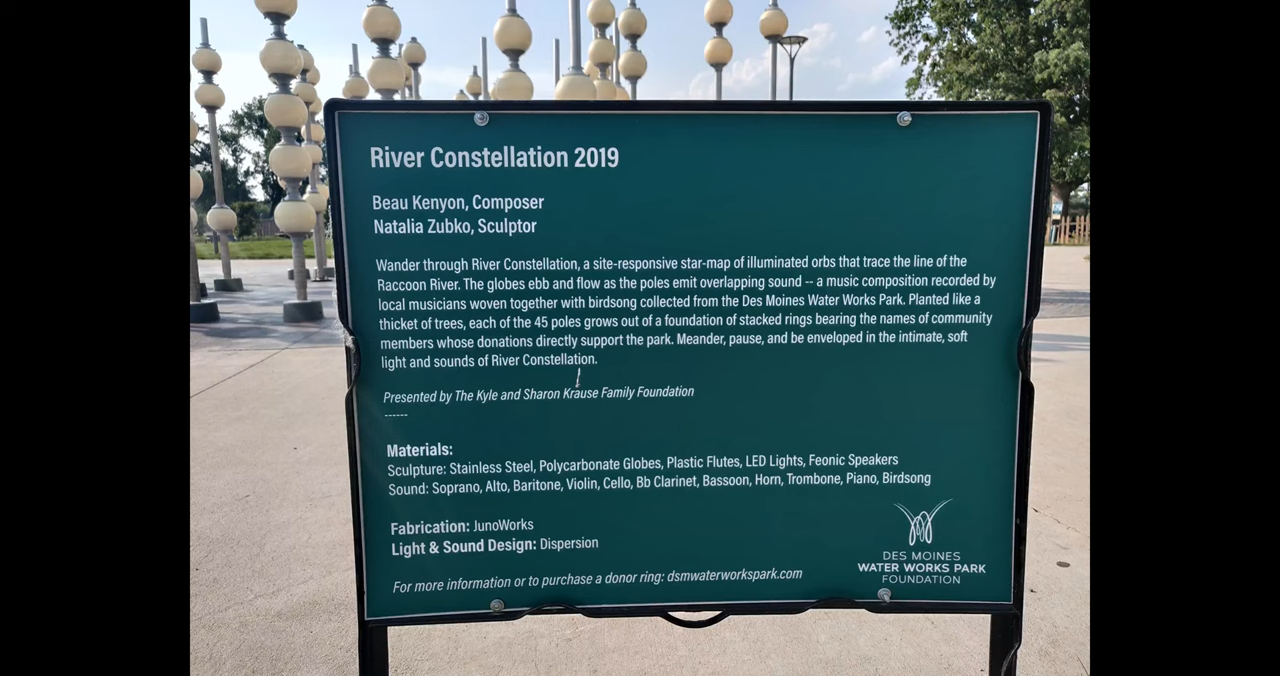 River Constellation 2019
Beau Kenyon, Composer
Natalia Zubko, Sculptor
Wander through River Constellation, a site-responsive star-map of illuminated orbs that trace the line of the
Raccoon River. The globes ebb and flow as the poles emit overlapping sound -- a music composition recorded by
local musicians woven together with birdsong collected from the Des Moines Water Works Park. Planted like a
thicket of trees, each of the 45 poles grows out of a foundation of stacked rings bearing the names of community
members whose donations directly support the park. Meander, pause, and be enveloped in the intimate, soft
light and sounds of River Constellation.
Presented by The Kyle and Sharon Krause Family Foundation
------
Materials:
Sculpture: Stainless Steel, Polycarbonate Globes, Plastic Flutes, LED Lights, Feonic Speakers
Sound: Soprano, Alto, Baritone, Violin, Cello, Bb Clarinet, Bassoon, Horn, Trombone, Piano, Birdsong
Fabrication: JunoWorks
Light & Sound Design: Dispersion
For more information or to purchase a donor ring: dsmwaterworkspark.com
DES MOINES
WATER WORKS PARK
FOUNDATION